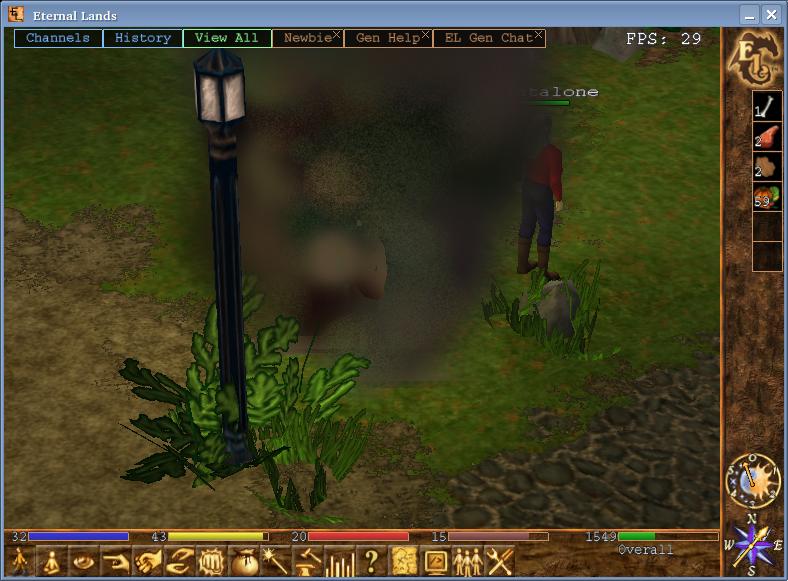 Eternal Lands
Channels History View All Newbie Gen Help EL Gen Chat FPS: 29
talone
1
2
2
59
N
W E
S
32 43 20 15 1549
Overall